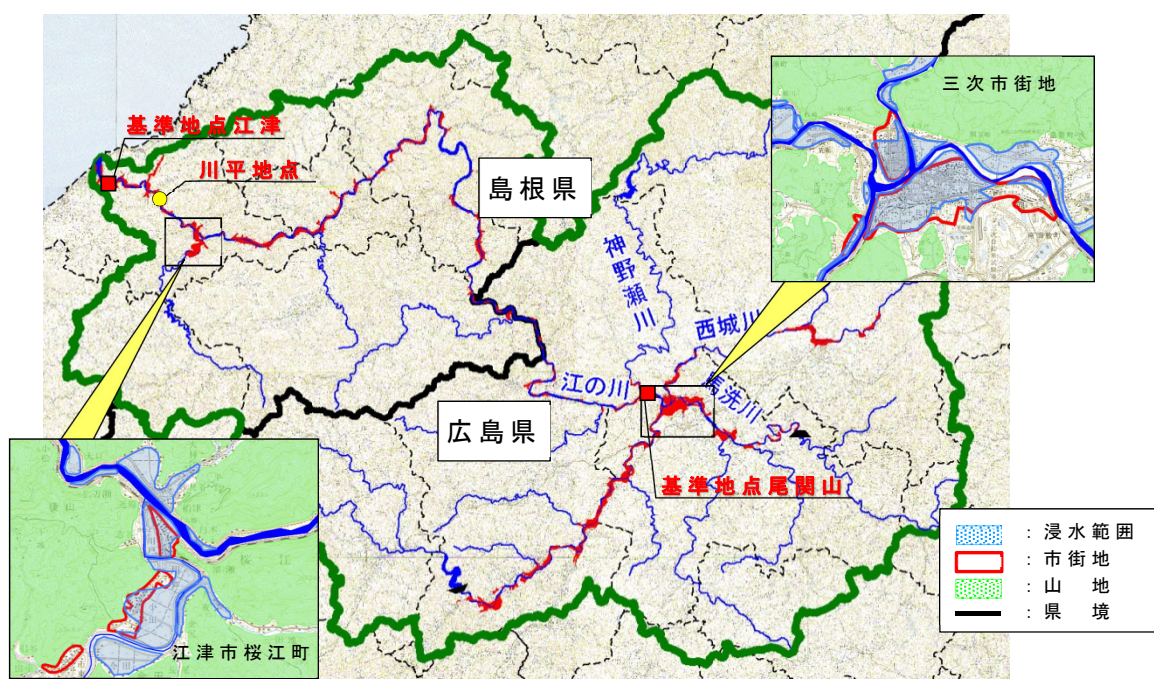 三次市街地
基準地点江津
川平地点
島根県
神野瀬川
西城川
江の川
馬洗川
広島県
基準地点尾関山
江津市桜江町
：浸水範囲
：市街地
：山　地
：県　境